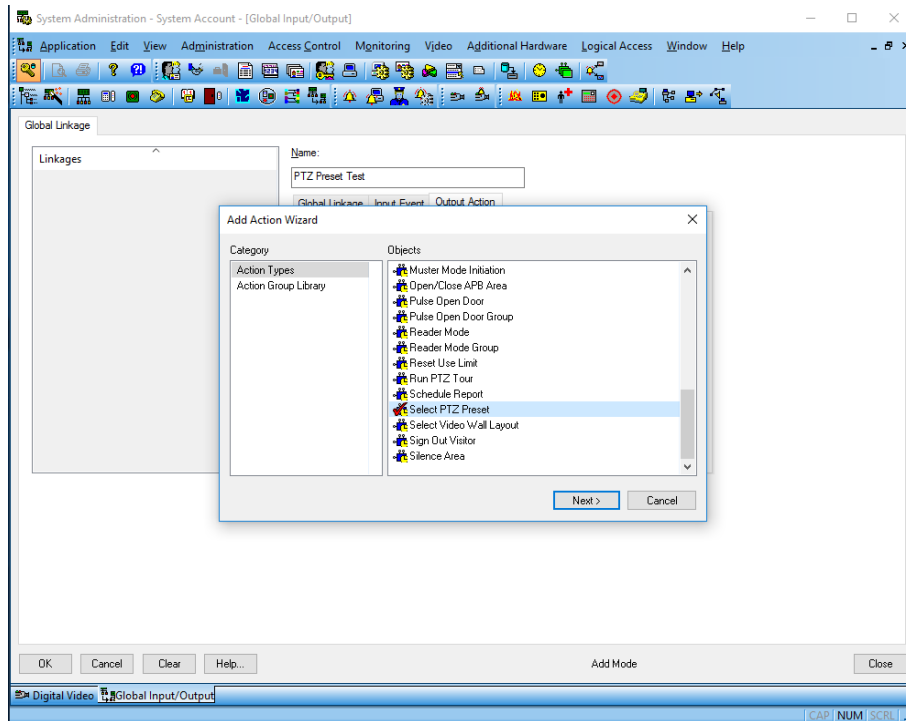 System Administration - System Account - [Global Input/Output]
Application Edit View Administration Access Control Monitoring Video Additional Hardware Logical Access Window Help
Global Linkage
Linkages
Name:
PTZ Preset Test
Global Linkage Input Event Output Action
Add Action Wizard
Category
Objects
Action Types
Action Group Library
Muster Mode Initiation
Open/Close APB Area
Pulse Open Door
Pulse Open Door Group
Reader Mode
Reader Mode Group
Reset Use Limit
Run PTZ Tour
Schedule Report
Select PTZ Preset
Select Video Wall Layout
Sign Out Visitor
Silence Area
Next >
Cancel
OK Cancel Clear Help... Add Mode Close
Digital Video Global Input/Output
CAP NUM SCRL